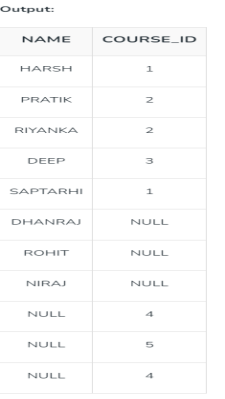 Output:
NAME COURSE_ID
HARSH 1
PRATIK 2
RIYANKA 2
DEEP 3
SAPTARHI 1
DHANRAJ NULL
ROHIT NULL
NIRAJ NULL
NULL 4
NULL 5
NULL 4